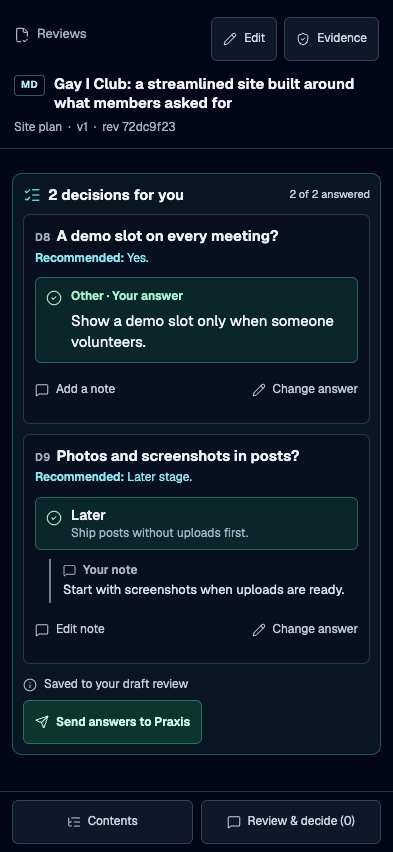 Reviews
Edit
Evidence
MD
Gay I Club: a streamlined site built around
what members asked for
Site plan · v1 · rev 72dc9f23
2 decisions for you
2 of 2 answered
D8 A demo slot on every meeting?
Recommended: Yes.
Other · Your answer
Show a demo slot only when someone
volunteers.
Add a note
Change answer
D9 Photos and screenshots in posts?
Recommended: Later stage.
Later
Ship posts without uploads first.
Your note
Start with screenshots when uploads are ready.
Edit note
Change answer
Saved to your draft review
Send answers to Praxis
Contents
Review & decide (0)